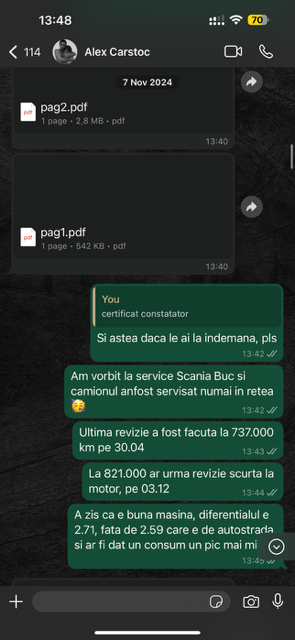 13:48
70
114
Alex Carstoc
7 Nov 2024
pdf
pag2.pdf
1 page • 2,8 MB • pdf
13:40
pdf
pag1.pdf
1 page • 542 KB • pdf
13:40
You
certificat constatator
Si astea daca le ai la indemana, pls
13:42
Am vorbit la service Scania Buc si
camionul anfost servisat numai in retea
13:42
Ultima revizie a fost facuta la 737.000
km pe 30.04
13:43
La 821.000 ar urma revizie scurta la
motor, pe 03.12
13:44
A zis ca e buna masina, diferentialul e
2.71, fata de 2.59 care e de autostrada
si ar fi dat un consum un pic mai mi
13:45